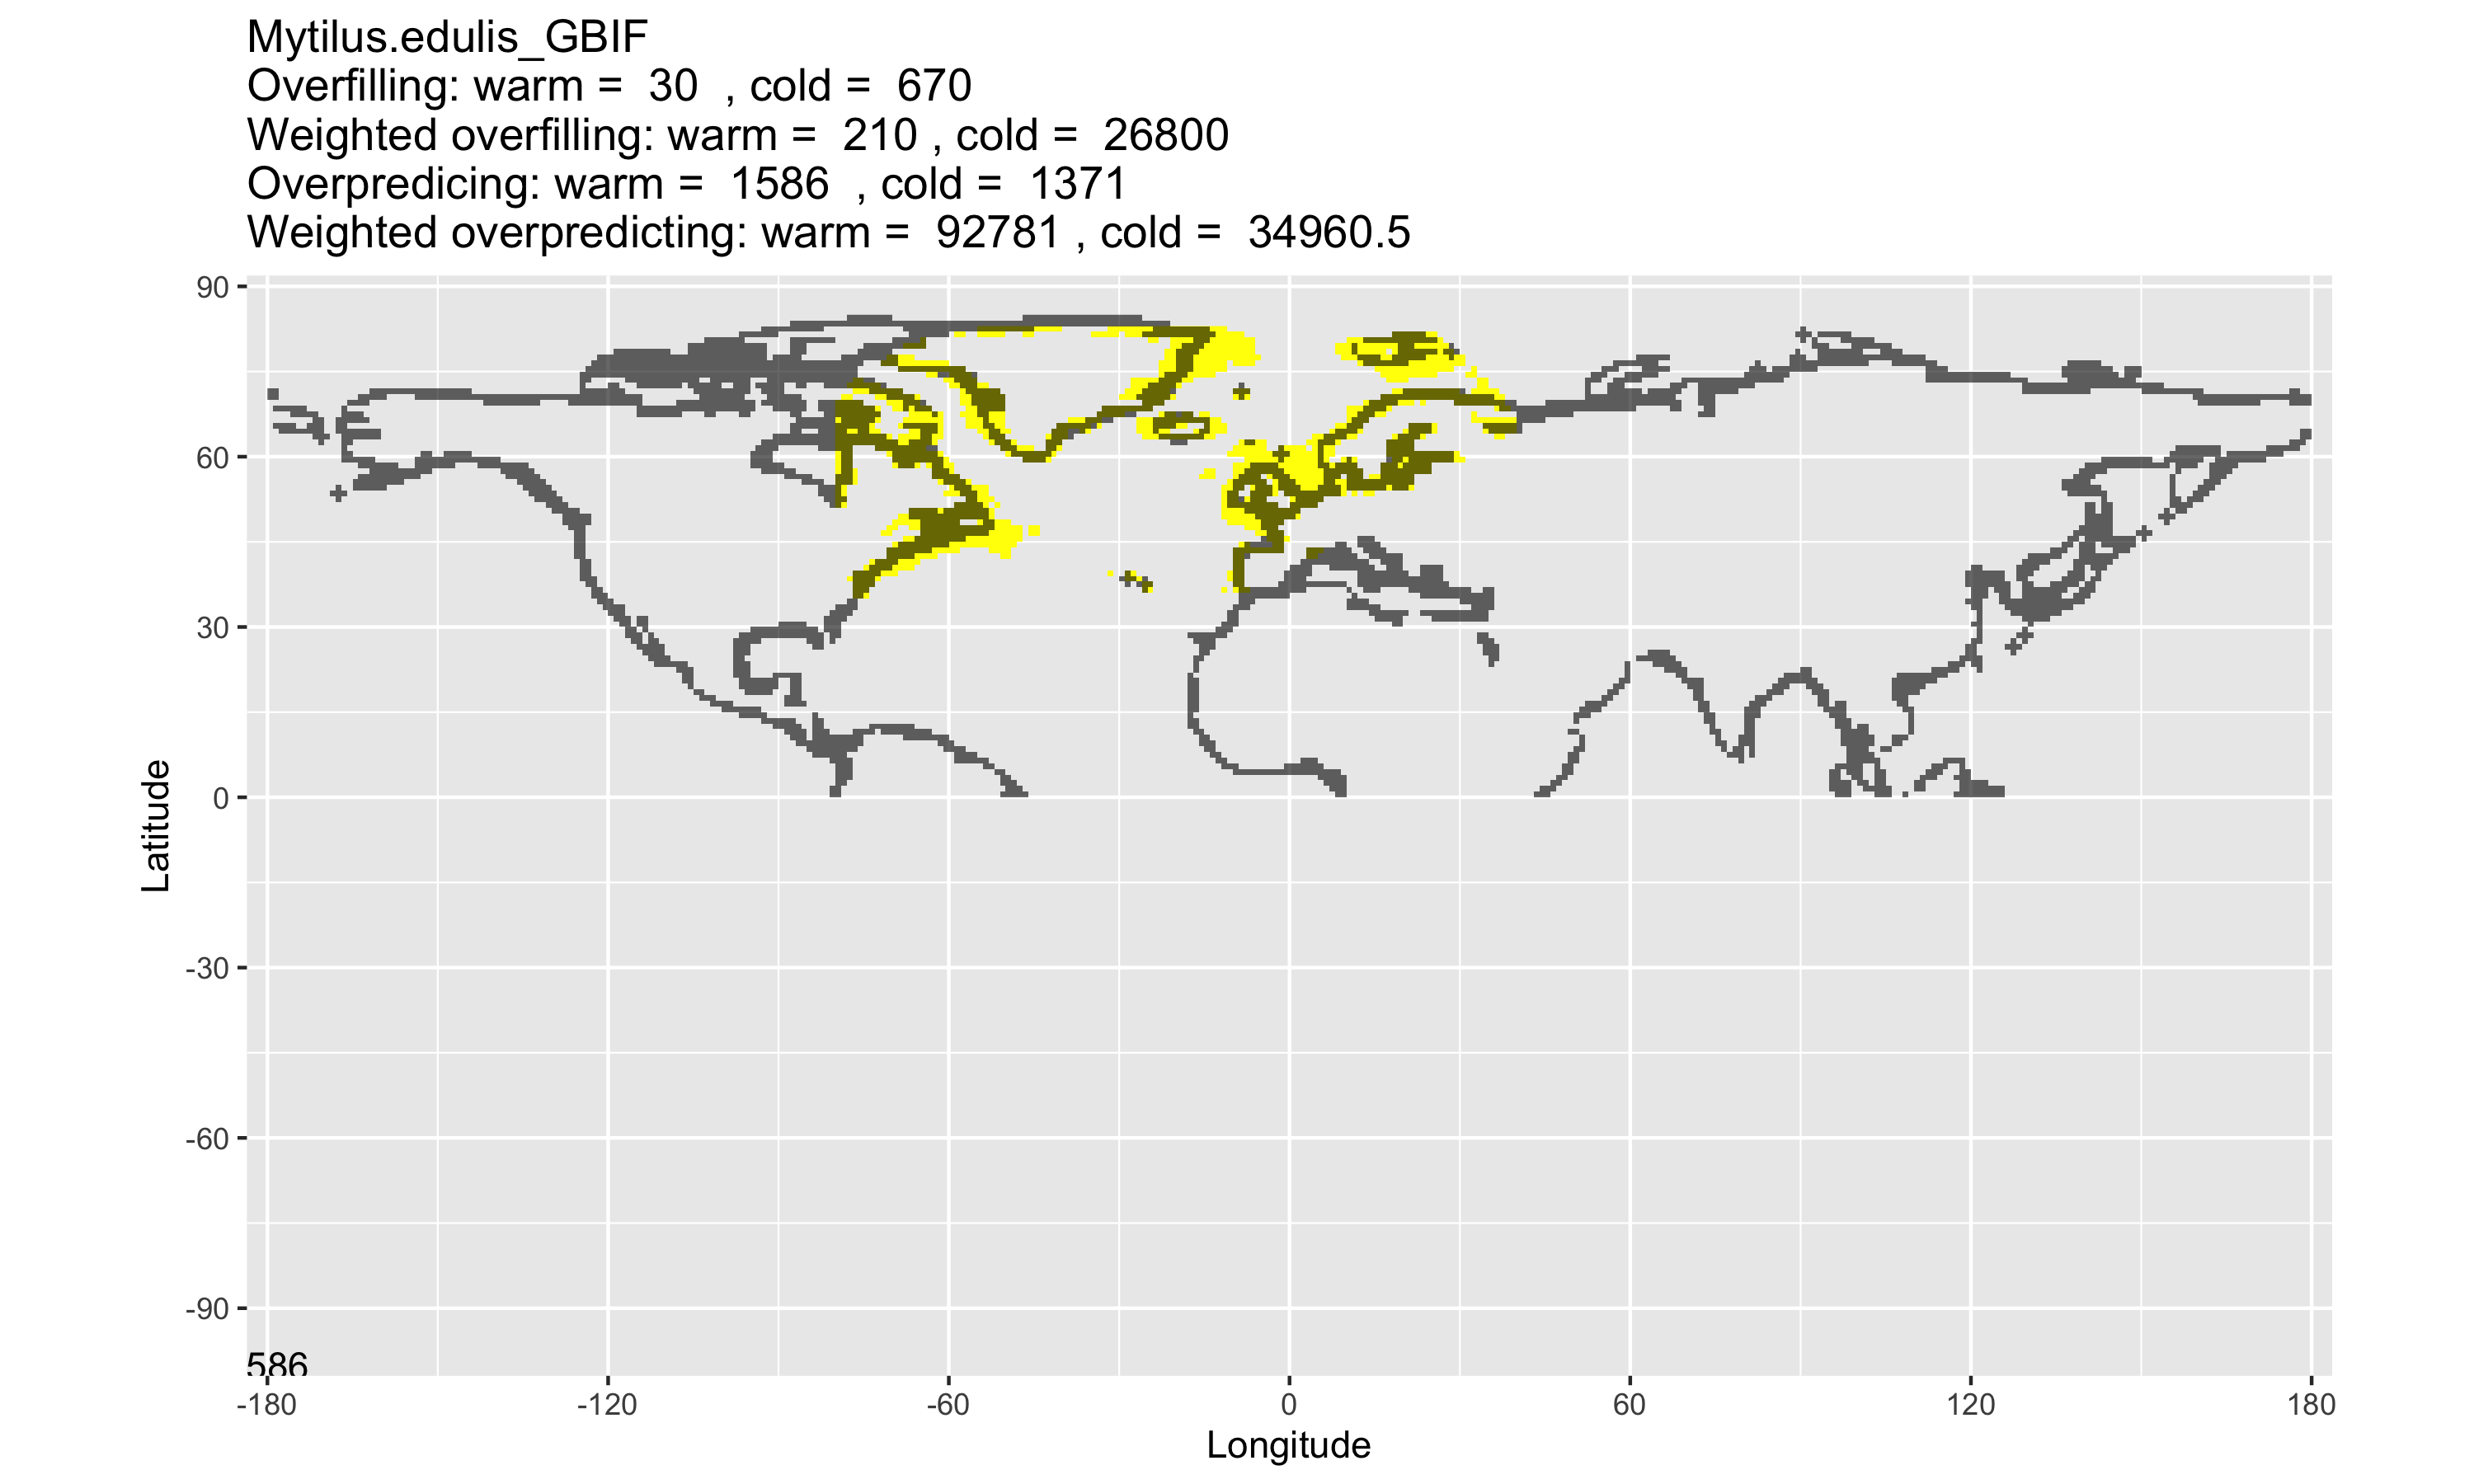 Mytilus.edulis_GBIF
Overfilling: warm =  30  , cold =  670
Weighted overfilling: warm =  210 , cold =  26800
Overpredicing: warm =  1586  , cold =  1371
Weighted overpredicting: warm =  92781 , cold =  34960.5
90
60
30
0
-30
-60
-90
Latitude
586
-180 -120 -60 0 60 120 180
Longitude